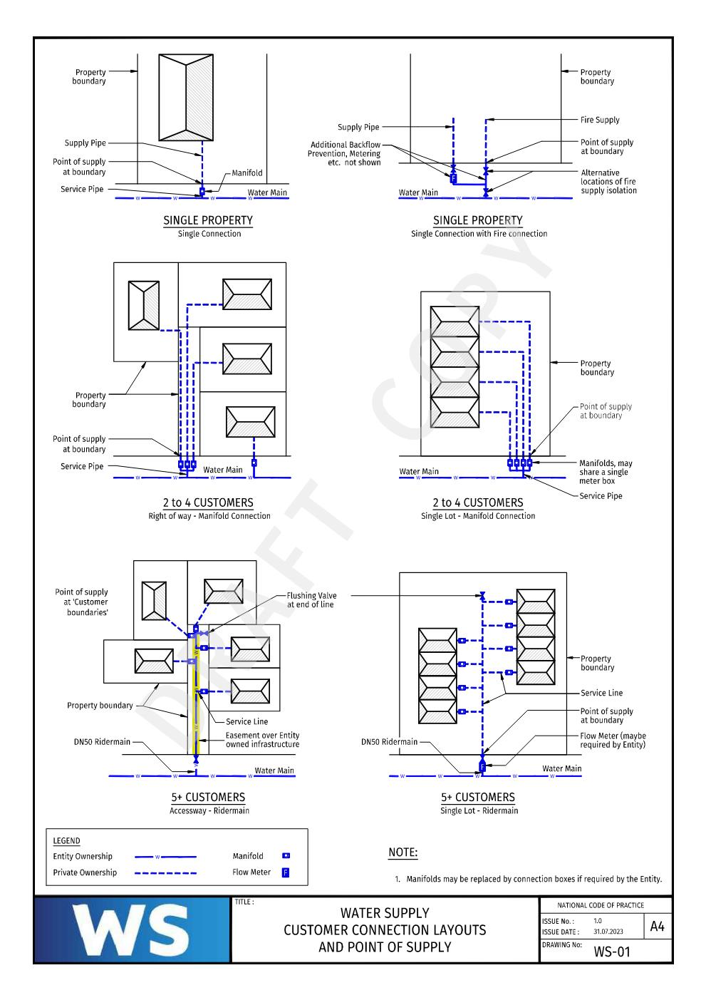 Property
boundary
Supply Pipe
Point of supply
at boundary
Service Pipe
Manifold
Water Main
W W W W
SINGLE PROPERTY
Single Connection
Property
boundary
Supply Pipe
Fire Supply
Additional Backflow
Prevention, Metering
etc. not shown
Point of supply
at boundary
Alternative
locations of fire
supply isolation
F
Water Main
W W W W
SINGLE PROPERTY
Single Connection with Fire connection
Property
boundary
Point of supply
at boundary
Service Pipe
Water Main
W W W W
2 to 4 CUSTOMERS
Right of way - Manifold Connection
Property
boundary
Point of supply
at boundary
Manifolds, may
share a single
meter box
Service Pipe
Water Main
W W W W
2 to 4 CUSTOMERS
Single Lot - Manifold Connection
Point of supply
at 'Customer
boundaries'
Flushing Valve
at end of line
Property boundary
Service Line
Easement over Entity
owned infrastructure
DN50 Ridermain
W
W
W
W
Water Main
W W W W
5+ CUSTOMERS
Accessway - Ridermain
Property
boundary
Service Line
Point of supply
at boundary
Flow Meter (maybe
required by Entity)
DN50 Ridermain
F
Water Main
W W W W
5+ CUSTOMERS
Single Lot - Ridermain
LEGEND
Entity Ownership W Manifold
Private Ownership Flow Meter F
NOTE:
1. Manifolds may be replaced by connection boxes if required by the Entity.
DRAFT COPY
WS
TITLE :
WATER SUPPLY
CUSTOMER CONNECTION LAYOUTS
AND POINT OF SUPPLY
NATIONAL CODE OF PRACTICE
ISSUE No. : 1.0
ISSUE DATE : 31.07.2023
A4
DRAWING No: WS-01